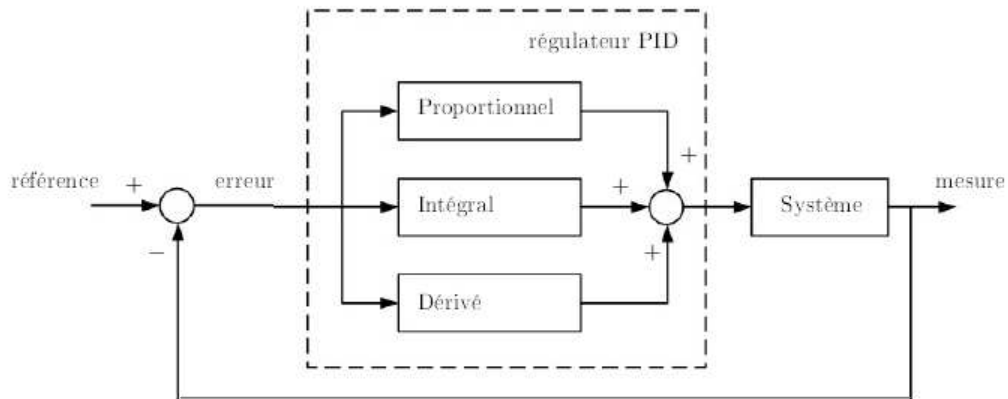 régulateur PID
Proportionnel
+
référence
+
erreur
Intégral
+
Système
mesure
−
+
Dérivé